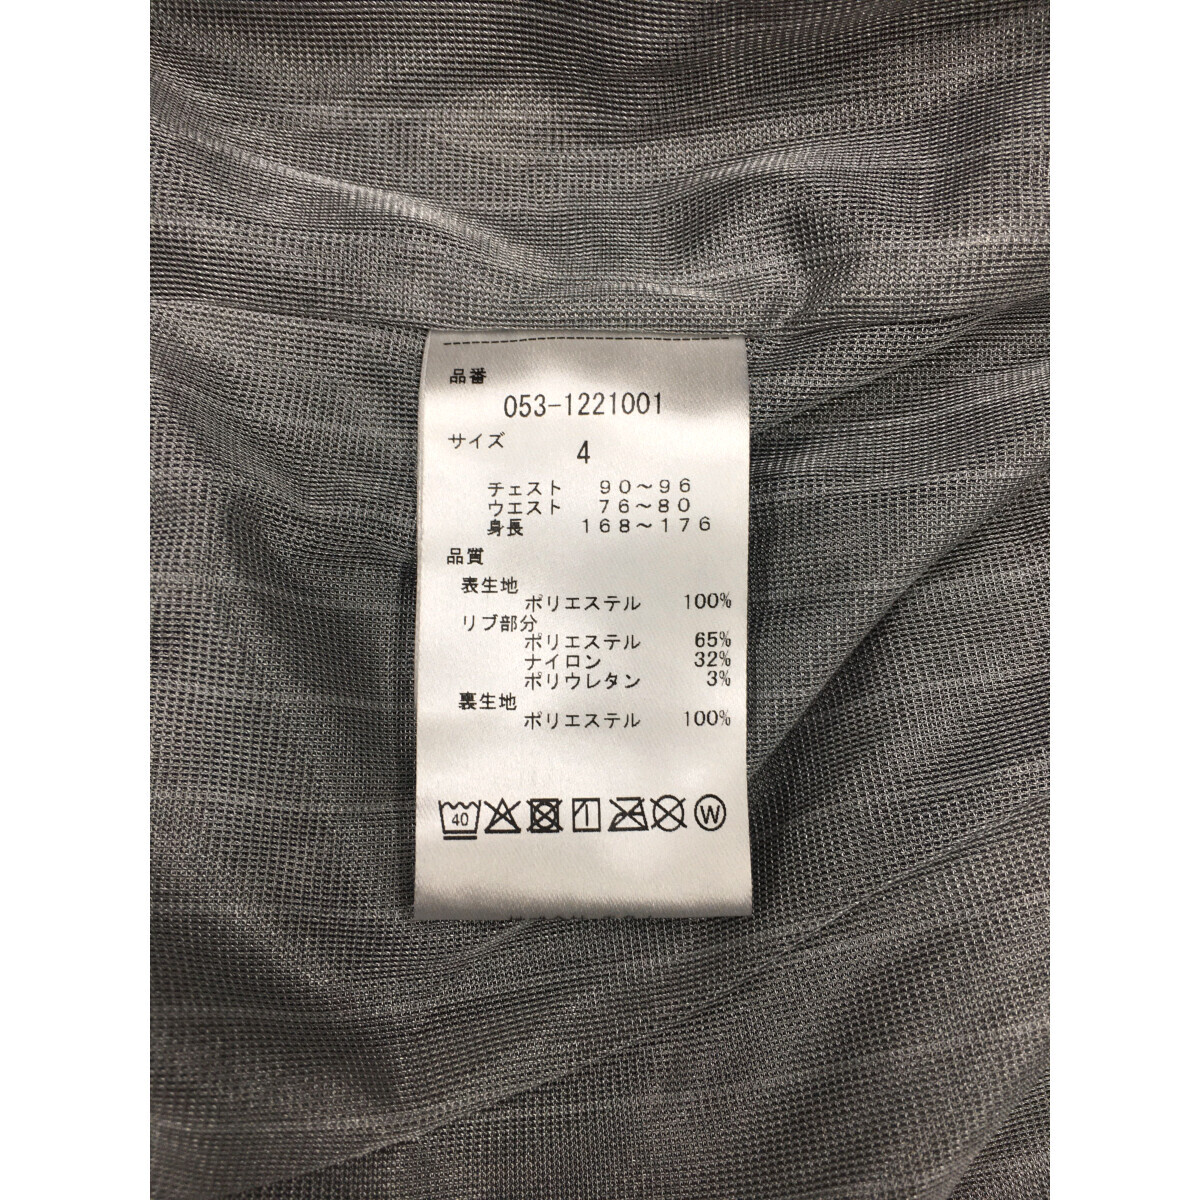 品番
053-1221001
サイズ 4
チェスト 90～96
ウエスト 76～80
身長 168～176
品質
表生地
ポリエステル 100%
リブ部分
ポリエステル 65%
ナイロン 32%
ポリウレタン 3%
裏生地
ポリエステル 100%
40 W